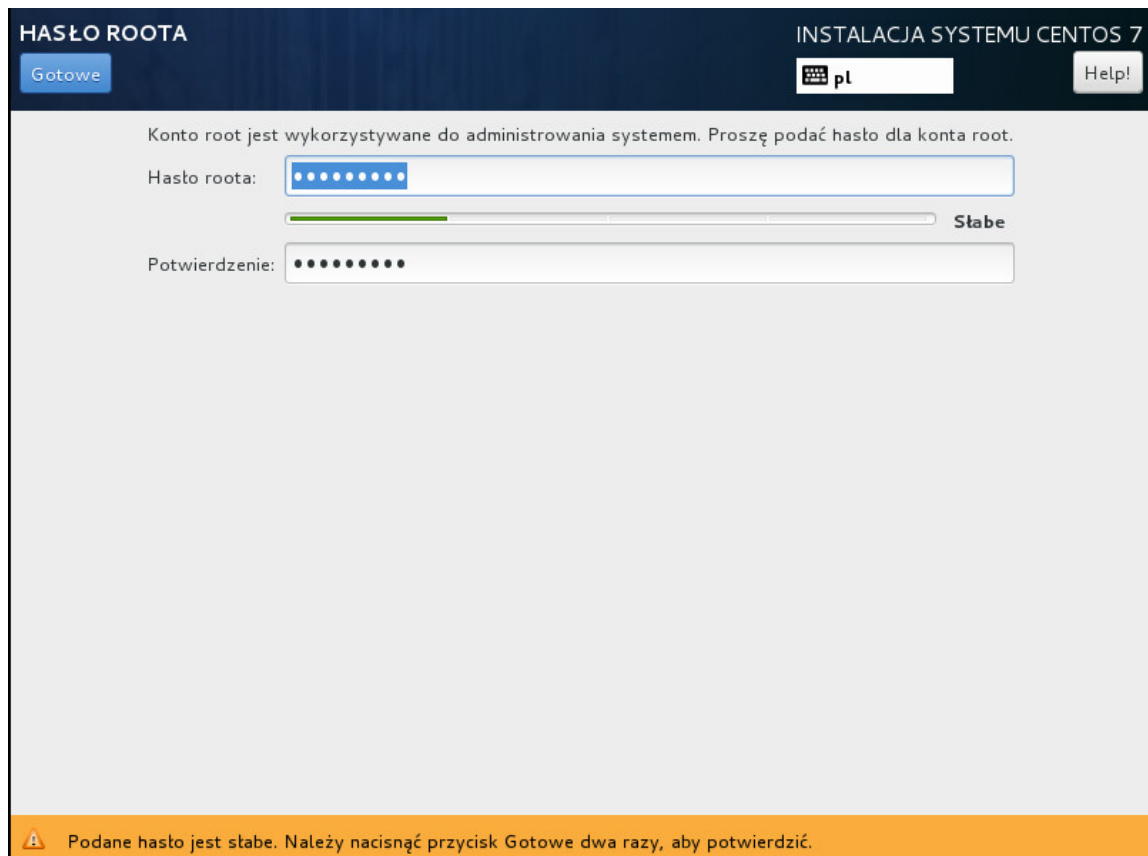 HASŁO ROOTA
INSTALACJA SYSTEMU CENTOS 7
Gotowe
pl
Help!
Konto root jest wykorzystywane do administrowania systemem. Proszę podać hasło dla konta root.
Hasło roota: •••••••••
Słabe
Potwierdzenie: •••••••••
Podane hasło jest słabe. Należy nacisnąć przycisk Gotowe dwa razy, aby potwierdzić.